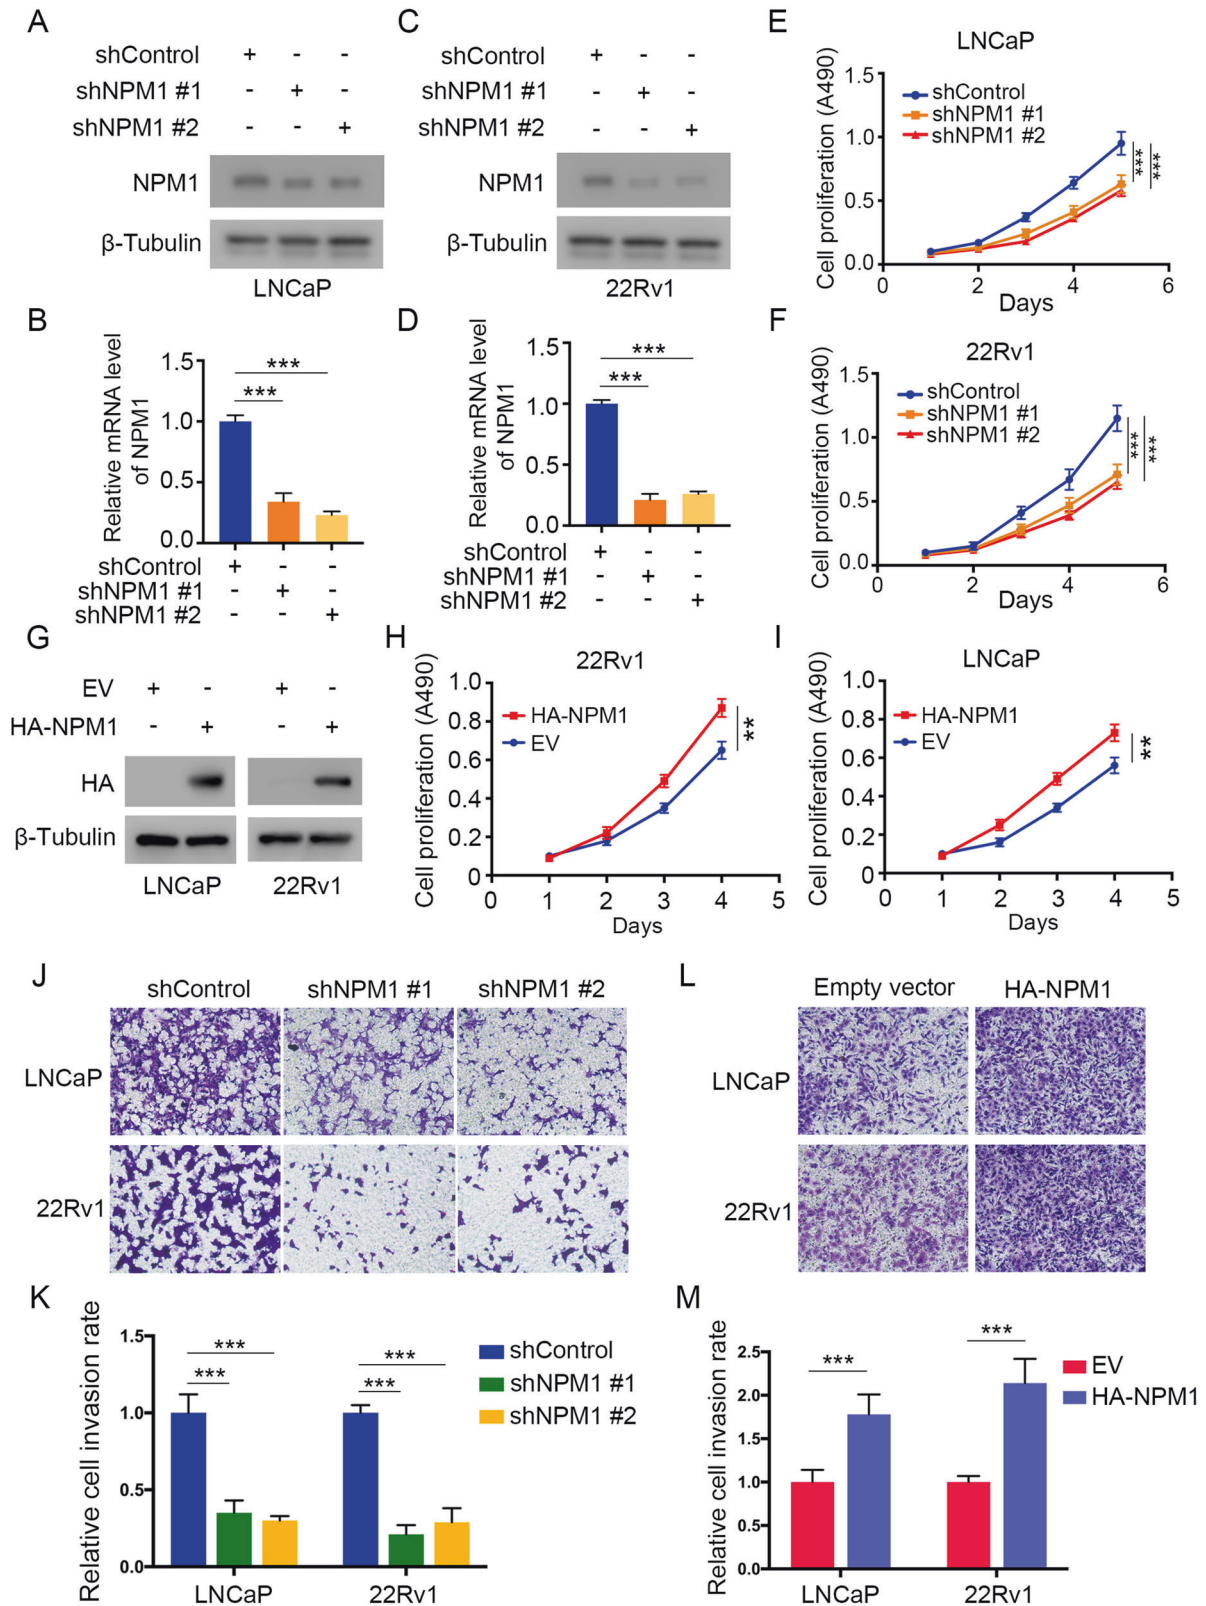 A
shControl + - -
shNPM1 #1 - + -
shNPM1 #2 - - +
NPM1
β-Tubulin
LNCaP
C
shControl + - -
shNPM1 #1 - + -
shNPM1 #2 - - +
NPM1
β-Tubulin
22Rv1
E
LNCaP
Cell proliferation (A490)
1.5
1.0
0.5
0.0
shControl
shNPM1 #1
shNPM1 #2
***
***
0 2 4 6
Days
B
Relative mRNA level
of NPM1
1.5
1.0
0.5
0.0
***
***
shControl + - -
shNPM1 #1 - + -
shNPM1 #2 - - +
D
Relative mRNA level
of NPM1
1.5
1.0
0.5
0.0
***
***
shControl + - -
shNPM1 #1 - + -
shNPM1 #2 - - +
F
22Rv1
Cell proliferation (A490)
1.5
1.0
0.5
0.0
shControl
shNPM1 #1
shNPM1 #2
***
***
0 2 4 6
Days
G
EV + - + -
HA-NPM1 - + - +
HA
β-Tubulin
LNCaP 22Rv1
H
22Rv1
Cell proliferation (A490)
1.0
0.8
0.6
0.4
0.2
0
HA-NPM1
EV
**
0 1 2 3 4 5
Days
I
LNCaP
Cell proliferation (A490)
1.0
0.8
0.6
0.4
0.2
0
HA-NPM1
EV
**
0 1 2 3 4 5
Days
J
shControl shNPM1 #1 shNPM1 #2
LNCaP
22Rv1
L
Empty vector HA-NPM1
LNCaP
22Rv1
K
Relative cell invasion rate
1.5
1.0
0.5
0.0
***
***
***
***
shControl
shNPM1 #1
shNPM1 #2
LNCaP 22Rv1
M
Relative cell invasion rate
2.5
2.0
1.5
1.0
0.5
0.0
***
***
EV
HA-NPM1
LNCaP 22Rv1